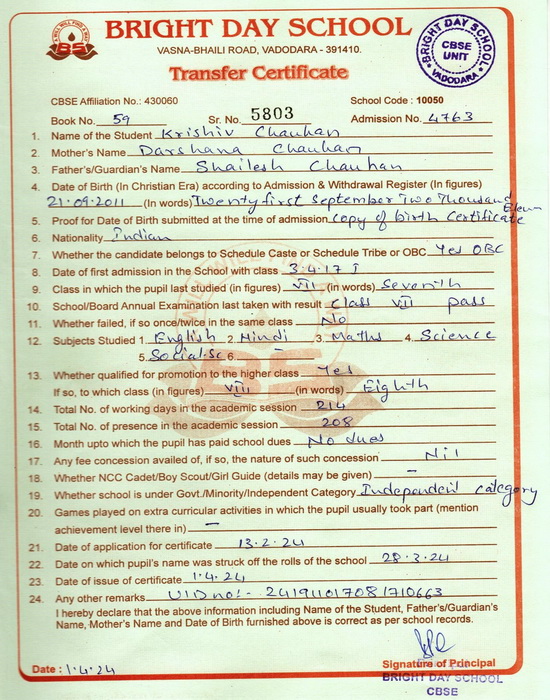 BRIGHT DAY SCHOOL
VASNA-BHAILI ROAD, VADODARA - 391410.
Transfer Certificate
BRIGHT DAY SCHOOL
CBSE
UNIT
VADODARA
CBSE Affiliation No.: 430060 School Code : 10050
Book No. 59 Sr. No. 5803 Admission No. 4763
1. Name of the Student Krishiv Chauhan
2. Mother's Name Darshana Chauhan
3. Father's/Guardian's Name Shailesh Chauhan
4. Date of Birth (In Christian Era) according to Admission & Withdrawal Register (In figures)
21.09.2011 (In words) Twenty first September Two Thousand Eleven
5. Proof for Date of Birth submitted at the time of admission copy of birth Certificate
6. Nationality Indian
7. Whether the candidate belongs to Schedule Caste or Schedule Tribe or OBC Yes OBC
8. Date of first admission in the School with class 3.4.17 I
9. Class in which the pupil last studied (in figures) VII (in words) Seventh
10. School/Board Annual Examination last taken with result Class VII pass
11. Whether failed, if so once/twice in the same class No
12. Subjects Studied 1. English 2. Hindi 3. Maths 4. Science
5. Social.Sc 6. –
13. Whether qualified for promotion to the higher class Yes
If so, to which class (in figures) VIII (in words) Eighth
14. Total No. of working days in the academic session 214
15. Total No. of presence in the academic session 208
16. Month upto which the pupil has paid school dues No dues
17. Any fee concession availed of, if so, the nature of such concession Nil
18. Whether NCC Cadet/Boy Scout/Girl Guide (details may be given) –
19. Whether school is under Govt./Minority/Independent Category Independent category
20. Games played on extra curricular activities in which the pupil usually took part (mention
achievement level there in) –
21. Date of application for certificate 13.2.24
22. Date on which pupil's name was struck off the rolls of the school 28.3.24
23. Date of issue of certificate 1.4.24
24. Any other remarks UID no:- 241911017081710663
I hereby declare that the above information including Name of the Student, Father's/Guardian's
Name, Mother's Name and Date of Birth furnished above is correct as per school records.
Date : 1.4.24 Signature of Principal
BRIGHT DAY SCHOOL
CBSE